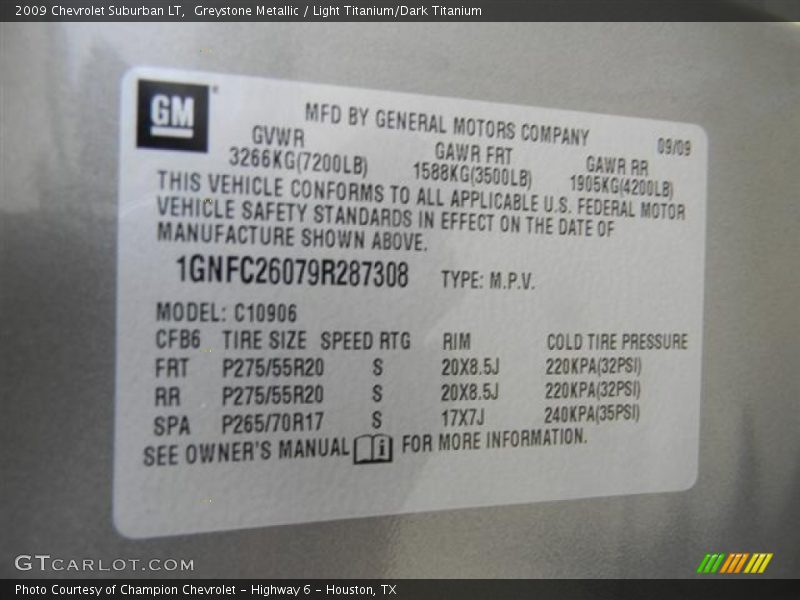 2009 Chevrolet Suburban LT, Greystone Metallic / Light Titanium/Dark Titanium
GM
MFD BY GENERAL MOTORS COMPANY
09/09
GVWR GAWR FRT GAWR RR
3266KG(7200LB) 1588KG(3500LB) 1905KG(4200LB)
THIS VEHICLE CONFORMS TO ALL APPLICABLE U.S. FEDERAL MOTOR
VEHICLE SAFETY STANDARDS IN EFFECT ON THE DATE OF
MANUFACTURE SHOWN ABOVE.
1GNFC26079R287308 TYPE: M.P.V.
MODEL: C10906
CFB6 TIRE SIZE SPEED RTG RIM COLD TIRE PRESSURE
FRT P275/55R20 S 20X8.5J 220KPA(32PSI)
RR P275/55R20 S 20X8.5J 220KPA(32PSI)
SPA P265/70R17 S 17X7J 240KPA(35PSI)
SEE OWNER'S MANUAL i FOR MORE INFORMATION.
GTCARLOT.COM
Photo Courtesy of Champion Chevrolet - Highway 6 - Houston, TX